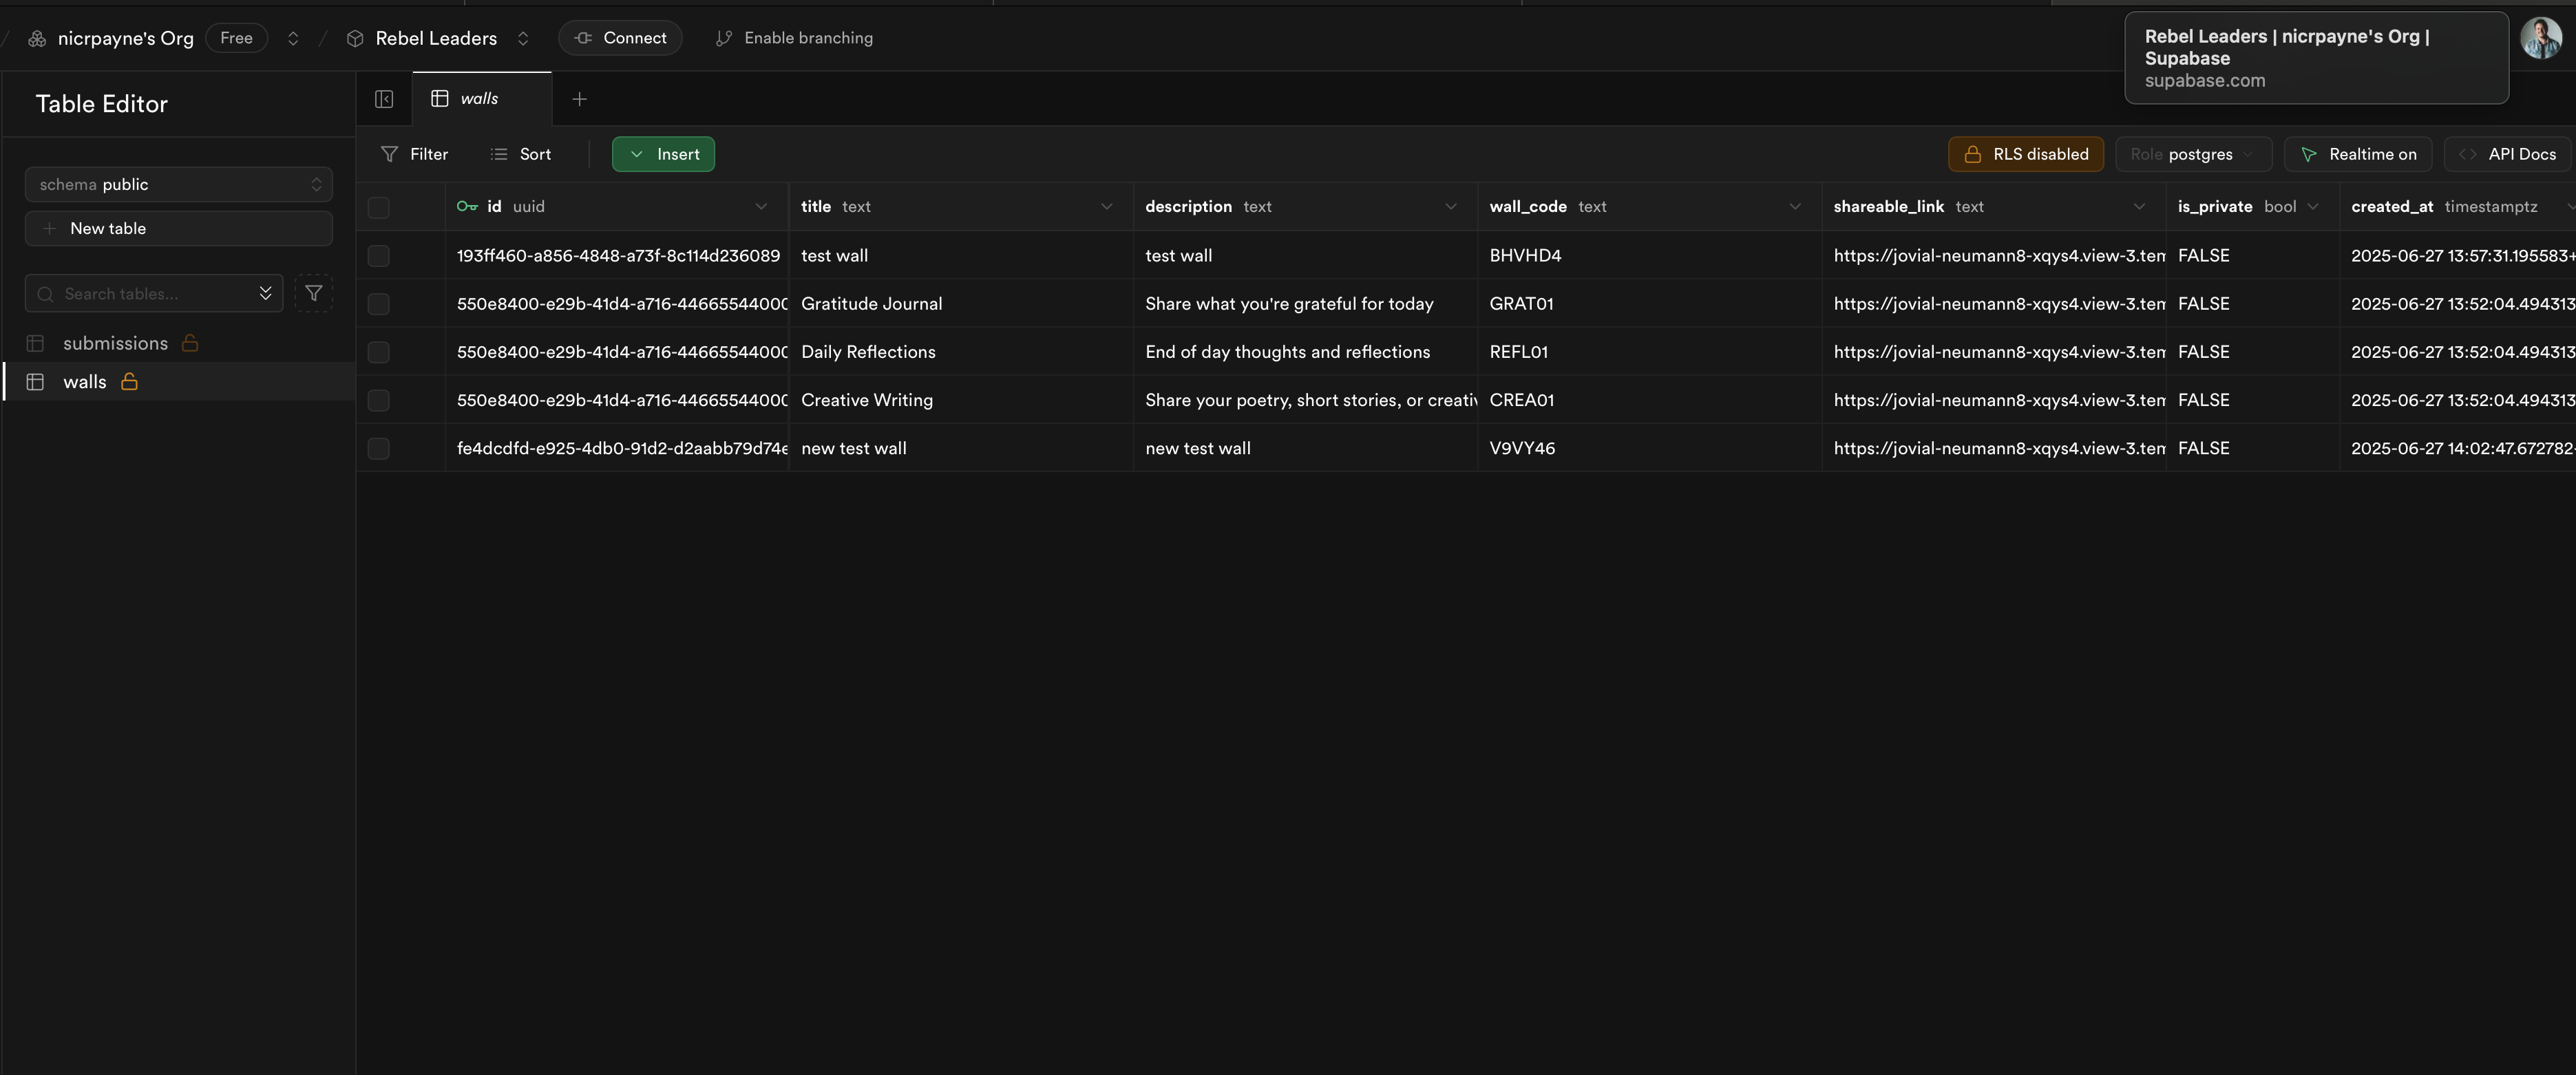 nicrpayne's Org Free Rebel Leaders Connect Enable branching
Rebel Leaders | nicrpayne's Org |
Supabase
supabase.com
Table Editor
walls
Filter Sort Insert RLS disabled Role postgres Realtime on API Docs
schema public
New table
Search tables...
submissions
walls
id uuid title text description text wall_code text shareable_link text is_private bool created_at timestamptz
193ff460-a856-4848-a73f-8c114d236089 test wall test wall BHVHD4 https://jovial-neumann8-xqys4.view-3.tem FALSE 2025-06-27 13:57:31.195583+
550e8400-e29b-41d4-a716-44665544000 Gratitude Journal Share what you're grateful for today GRAT01 https://jovial-neumann8-xqys4.view-3.tem FALSE 2025-06-27 13:52:04.494313
550e8400-e29b-41d4-a716-44665544000 Daily Reflections End of day thoughts and reflections REFL01 https://jovial-neumann8-xqys4.view-3.tem FALSE 2025-06-27 13:52:04.494313
550e8400-e29b-41d4-a716-44665544000 Creative Writing Share your poetry, short stories, or creativ CREA01 https://jovial-neumann8-xqys4.view-3.tem FALSE 2025-06-27 13:52:04.494313
fe4dcdfd-e925-4db0-91d2-d2aabb79d74e new test wall new test wall V9VY46 https://jovial-neumann8-xqys4.view-3.tem FALSE 2025-06-27 14:02:47.672782